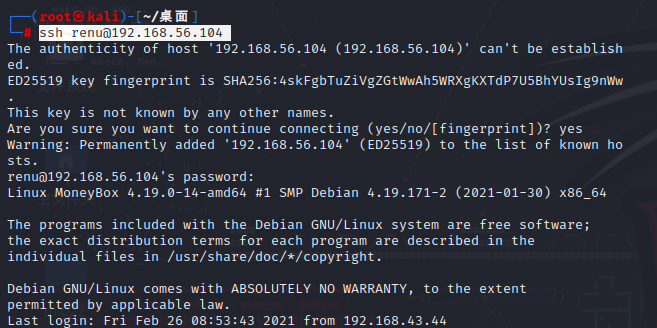 ┌──(root㉿kali)-[~/桌面]
└─# ssh renu@192.168.56.104
The authenticity of host '192.168.56.104 (192.168.56.104)' can't be establish
ed.
ED25519 key fingerprint is SHA256:4skFgbTuZiVgZGtWwAh5WRXgKXTdP7U5BhYUsIg9nWw
.
This key is not known by any other names.
Are you sure you want to continue connecting (yes/no/[fingerprint])? yes
Warning: Permanently added '192.168.56.104' (ED25519) to the list of known ho
sts.
renu@192.168.56.104's password:
Linux MoneyBox 4.19.0-14-amd64 #1 SMP Debian 4.19.171-2 (2021-01-30) x86_64

The programs included with the Debian GNU/Linux system are free software;
the exact distribution terms for each program are described in the
individual files in /usr/share/doc/*/copyright.

Debian GNU/Linux comes with ABSOLUTELY NO WARRANTY, to the extent
permitted by applicable law.
Last login: Fri Feb 26 08:53:43 2021 from 192.168.43.44